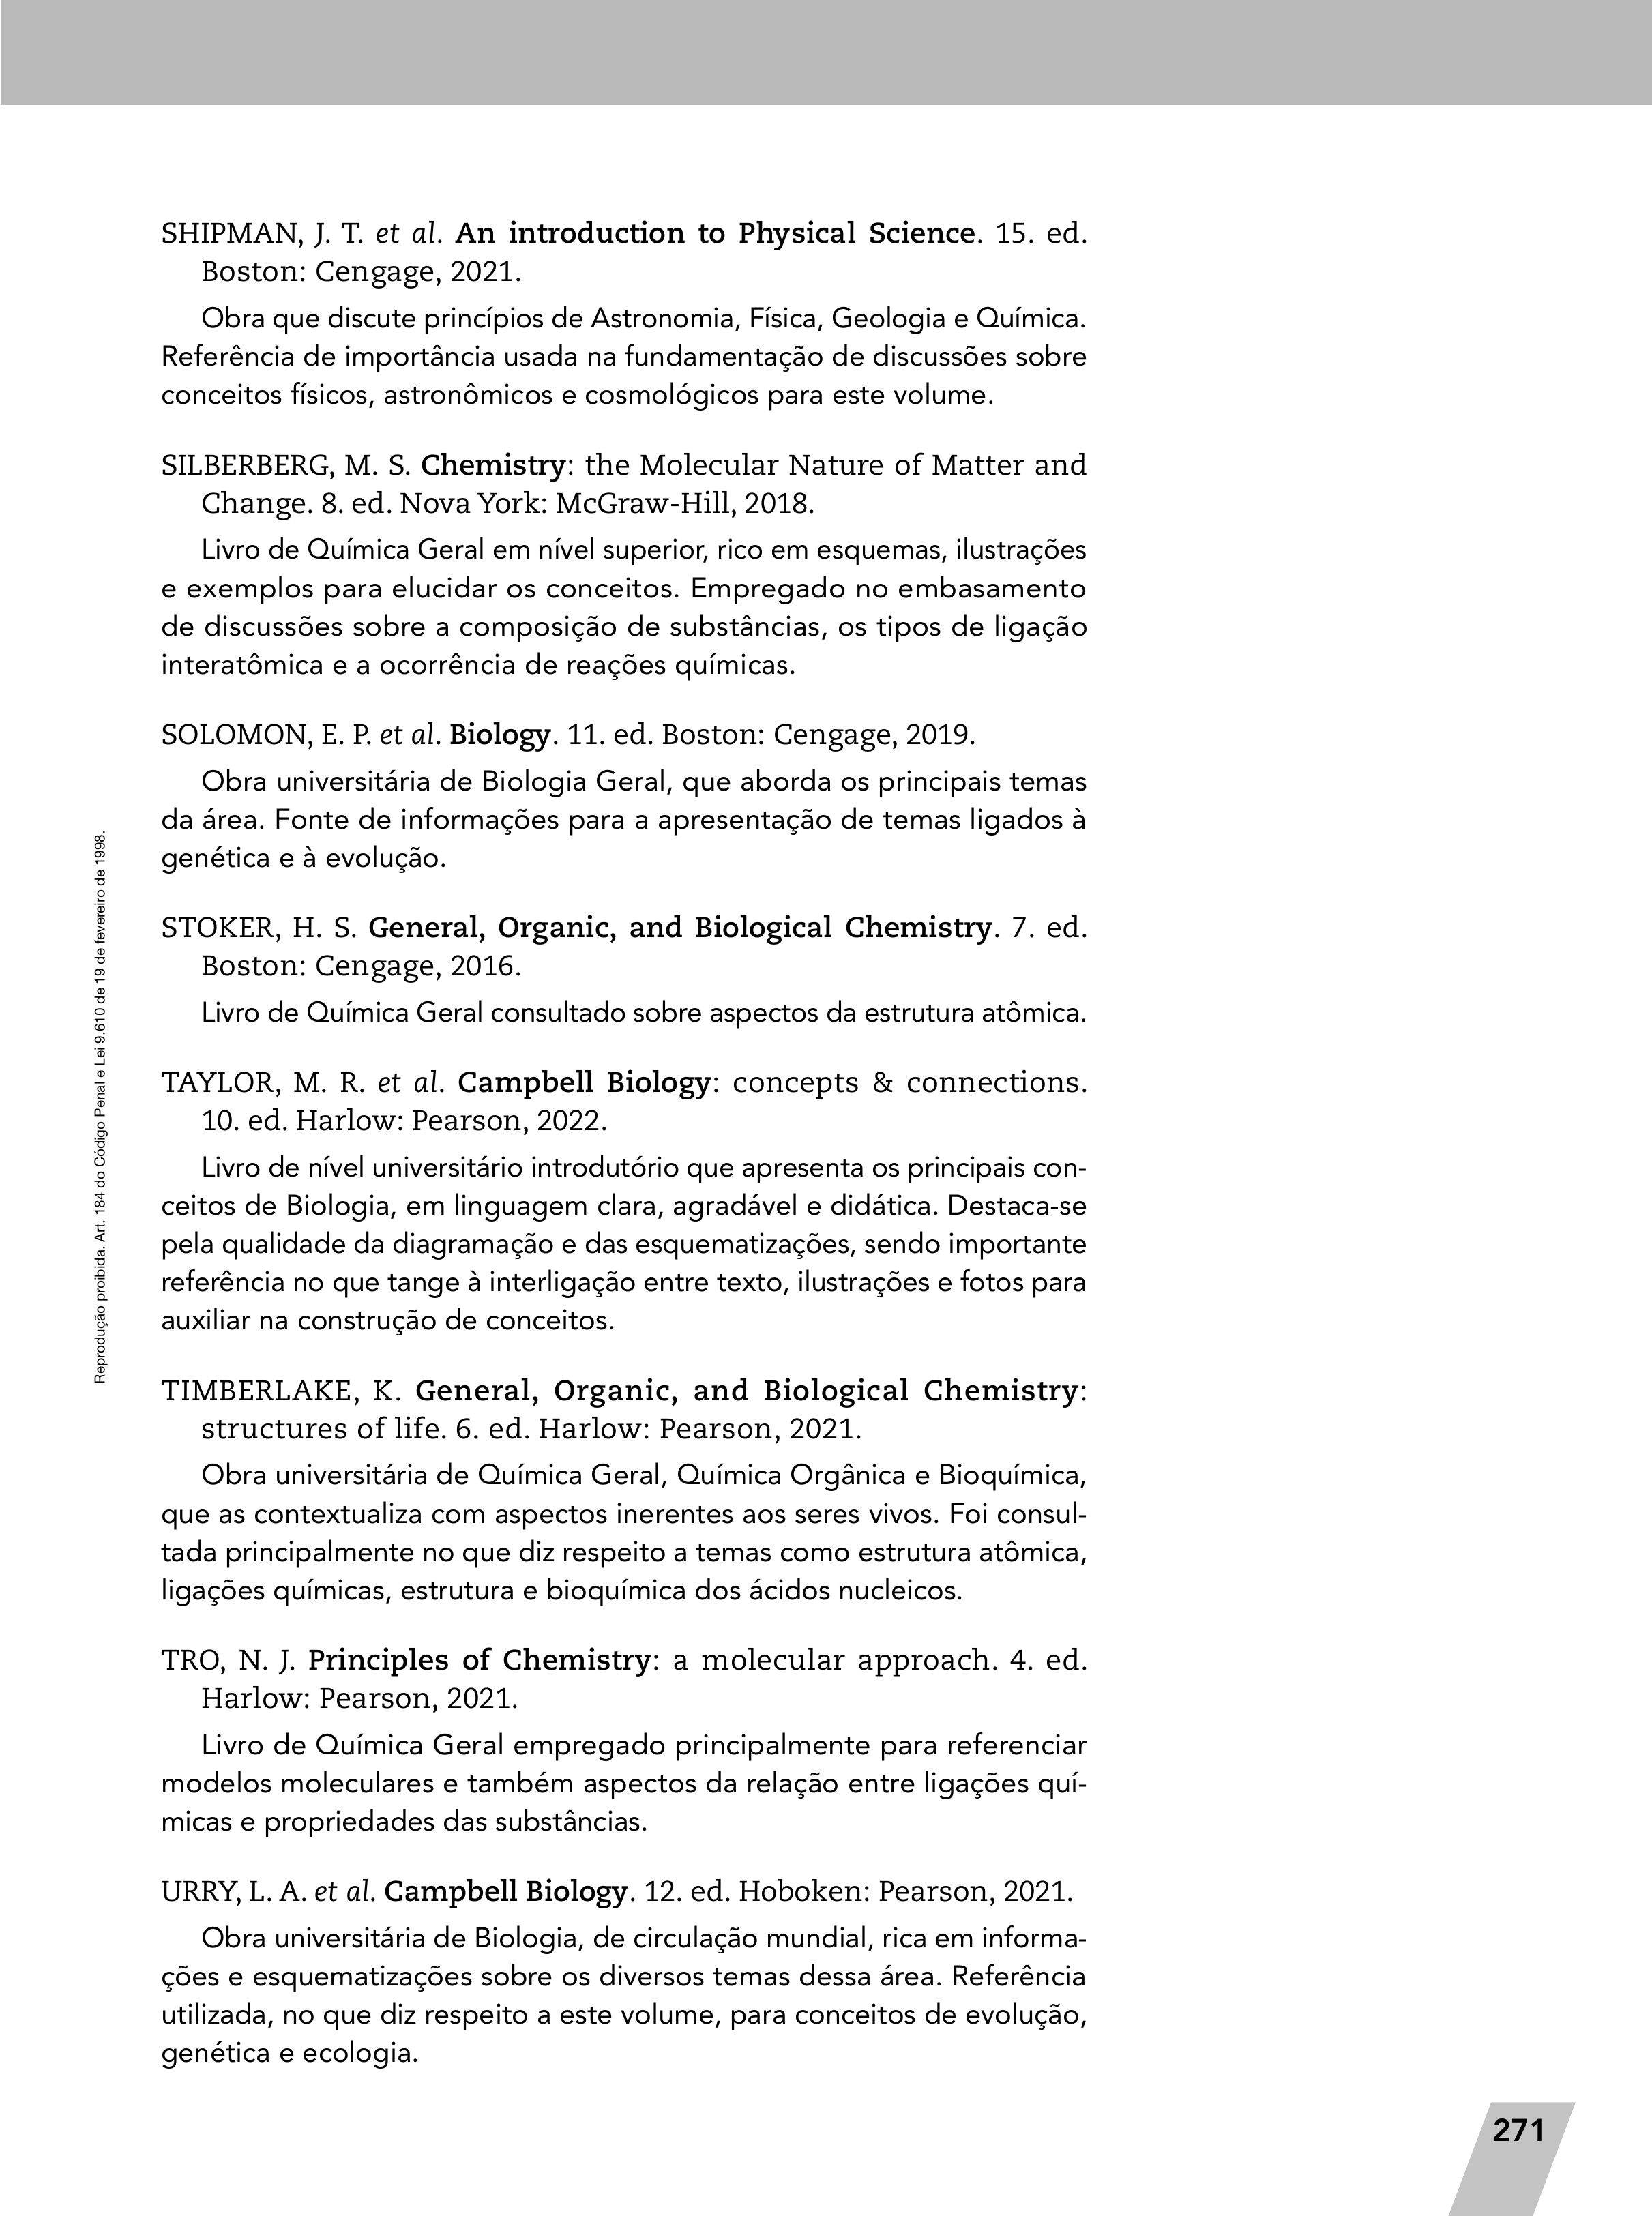 SHIPMAN, J. T. et al. An introduction to Physical Science. 15. ed.
Boston: Cengage, 2021.
Obra que discute princípios de Astronomia, Física, Geologia e Química.
Referência de importância usada na fundamentação de discussões sobre
conceitos físicos, astronômicos e cosmológicos para este volume.
SILBERBERG, M. S. Chemistry: the Molecular Nature of Matter and
Change. 8. ed. Nova York: McGraw-Hill, 2018.
Livro de Química Geral em nível superior, rico em esquemas, ilustrações
e exemplos para elucidar os conceitos. Empregado no embasamento
de discussões sobre a composição de substâncias, os tipos de ligação
interatômica e a ocorrência de reações químicas.
SOLOMON, E. P. et al. Biology. 11. ed. Boston: Cengage, 2019.
Obra universitária de Biologia Geral, que aborda os principais temas
da área. Fonte de informações para a apresentação de temas ligados à
genética e à evolução.
STOKER, H. S. General, Organic, and Biological Chemistry. 7. ed.
Boston: Cengage, 2016.
Livro de Química Geral consultado sobre aspectos da estrutura atômica.
TAYLOR, M. R. et al. Campbell Biology: concepts & connections.
10. ed. Harlow: Pearson, 2022.
Livro de nível universitário introdutório que apresenta os principais con-
ceitos de Biologia, em linguagem clara, agradável e didática. Destaca-se
pela qualidade da diagramação e das esquematizações, sendo importante
referência no que tange à interligação entre texto, ilustrações e fotos para
auxiliar na construção de conceitos.
TIMBERLAKE, K. General, Organic, and Biological Chemistry:
structures of life. 6. ed. Harlow: Pearson, 2021.
Obra universitária de Química Geral, Química Orgânica e Bioquímica,
que as contextualiza com aspectos inerentes aos seres vivos. Foi consul-
tada principalmente no que diz respeito a temas como estrutura atômica,
ligações químicas, estrutura e bioquímica dos ácidos nucleicos.
TRO, N. J. Principles of Chemistry: a molecular approach. 4. ed.
Harlow: Pearson, 2021.
Livro de Química Geral empregado principalmente para referenciar
modelos moleculares e também aspectos da relação entre ligações quí-
micas e propriedades das substâncias.
URRY, L. A. et al. Campbell Biology. 12. ed. Hoboken: Pearson, 2021.
Obra universitária de Biologia, de circulação mundial, rica em informa-
ções e esquematizações sobre os diversos temas dessa área. Referência
utilizada, no que diz respeito a este volume, para conceitos de evolução,
genética e ecologia.
Reprodução proibida. Art. 184 do Código Penal e Lei 9.610 de 19 de fevereiro de 1998.
271